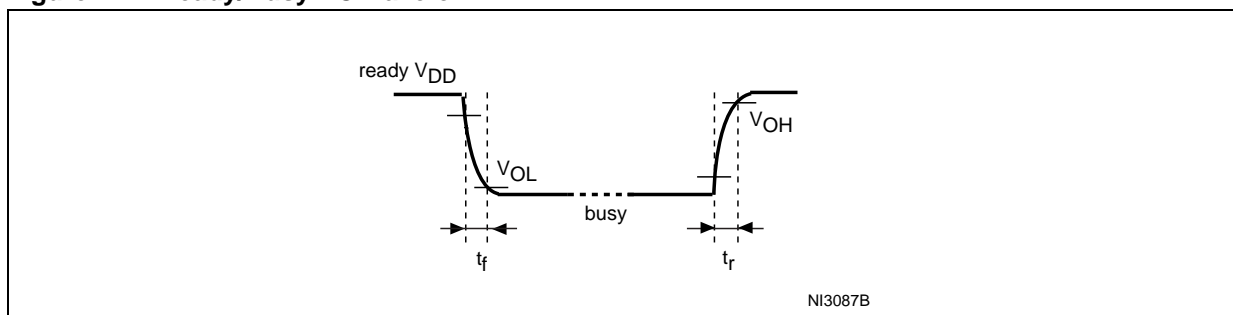 ready VDD
VOH
VOL
busy
tf
tr
NI3087B